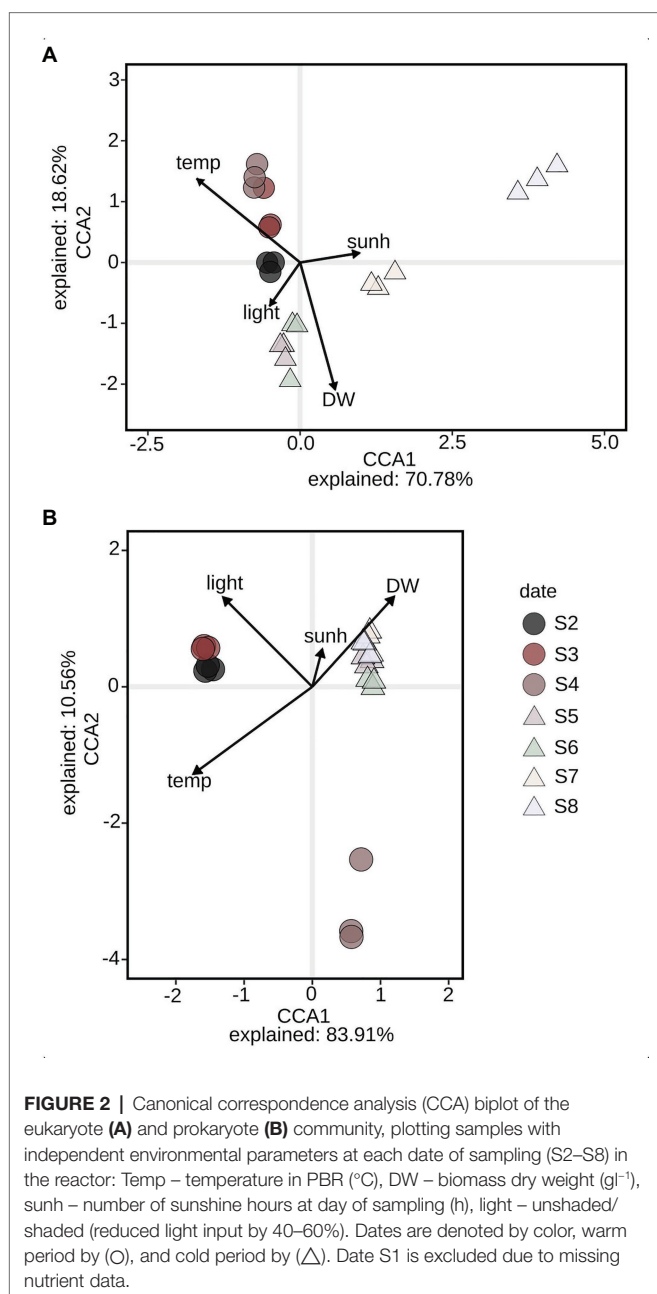 A
3
2
1
0
-1
-2
explained: 18.62%
CCA2
temp
sunh
light
DW
-2.5
0.0
2.5
5.0
CCA1
explained: 70.78%
B
2
0
-2
-4
explained: 10.56%
CCA2
light
DW
sunh
temp
-2
-1
0
1
2
CCA1
explained: 83.91%
date
S2
S3
S4
S5
S6
S7
S8
FIGURE 2 | Canonical correspondence analysis (CCA) biplot of the
eukaryote (A) and prokaryote (B) community, plotting samples with
independent environmental parameters at each date of sampling (S2–S8) in
the reactor: Temp – temperature in PBR (°C), DW – biomass dry weight (gl⁻¹),
sunh – number of sunshine hours at day of sampling (h), light – unshaded/
shaded (reduced light input by 40–60%). Dates are denoted by color, warm
period by (○), and cold period by (△). Date S1 is excluded due to missing
nutrient data.